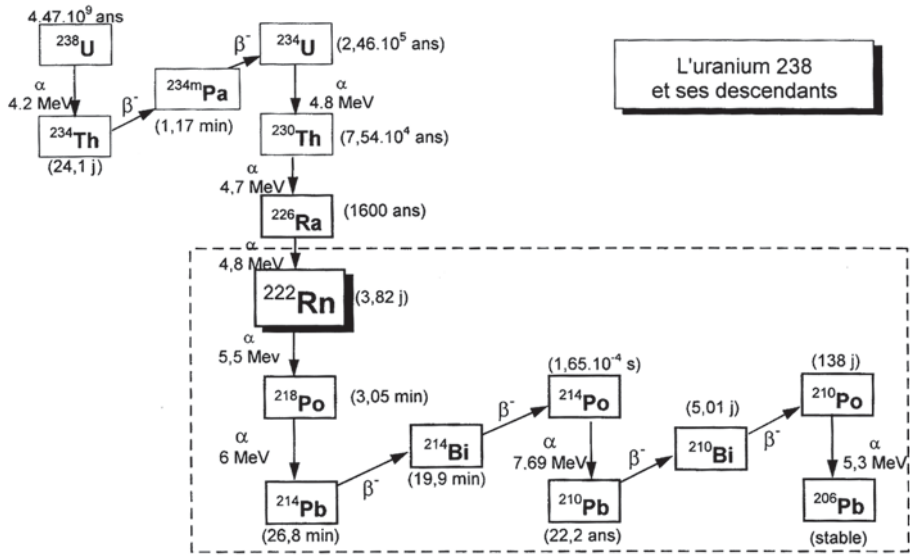 4.47.10⁹ ans
²³⁸U
β⁻
²³⁴U
(2,46.10⁵ ans)
L'uranium 238
et ses descendants
α
4.2 MeV
β⁻
²³⁴ᵐPa
(1,17 min)
α
4.8 MeV
²³⁴Th
(24,1 j)
²³⁰Th
(7,54.10⁴ ans)
α
4,7 MeV
²²⁶Ra
(1600 ans)
α
4,8 MeV
²²²Rn
(3,82 j)
α
5,5 Mev
²¹⁸Po
(3,05 min)
(1,65.10⁻⁴ s)
²¹⁴Po
(138 j)
²¹⁰Po
α
6 MeV
β⁻
²¹⁴Bi
(19,9 min)
β⁻
α
7.69 MeV
(5,01 j)
²¹⁰Bi
β⁻
β⁻
α
5,3 MeV
²¹⁴Pb
(26,8 min)
²¹⁰Pb
(22,2 ans)
²⁰⁶Pb
(stable)